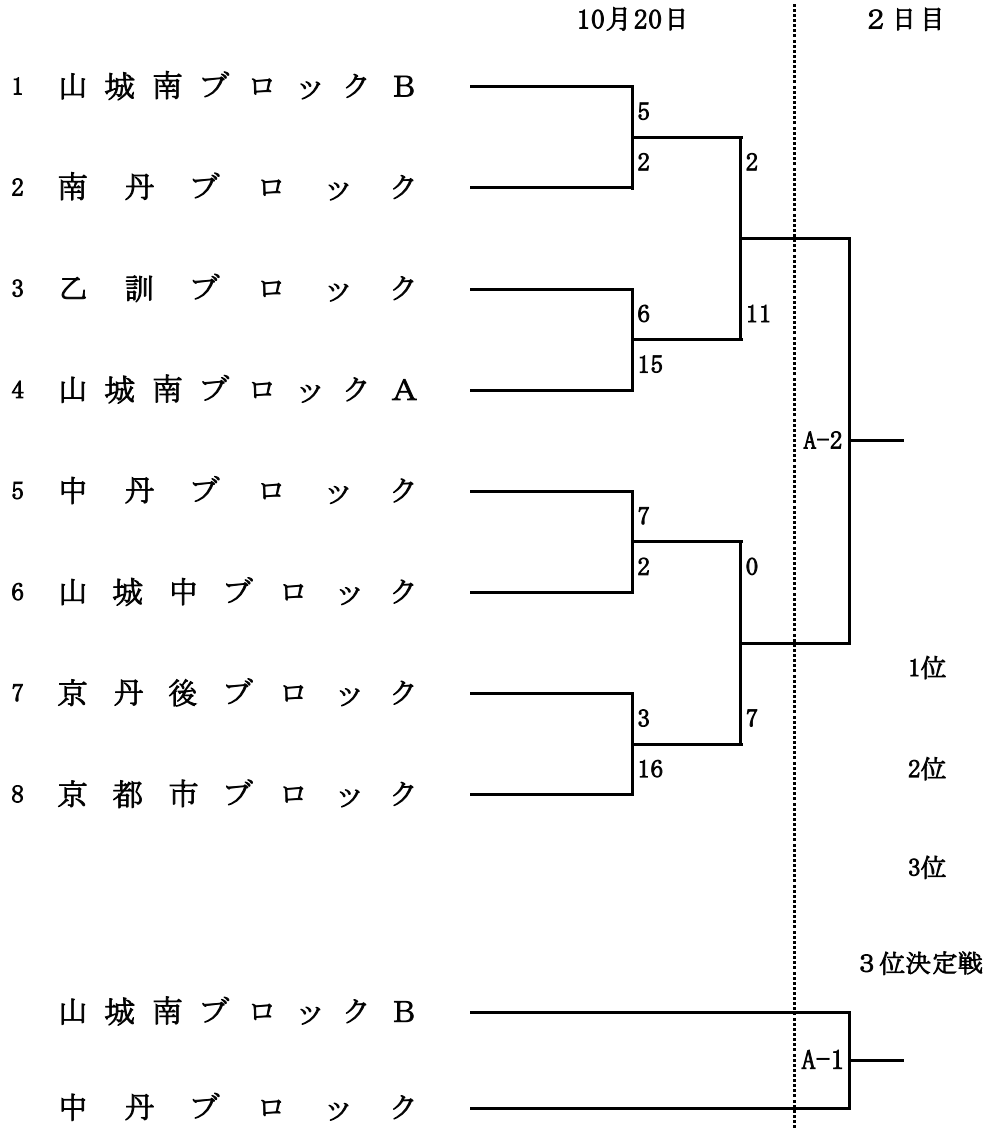 10月20日 ２日目
1 山城南ブロックＢ
5
2 2
2 南丹ブロック
3 乙訓ブロック
6 11
15
4 山城南ブロックＡ
A-2
5 中丹ブロック
7
2 0
6 山城中ブロック
1位
7 京丹後ブロック
3 7
16 2位
8 京都市ブロック
3位
３位決定戦
山城南ブロックＢ
A-1
中丹ブロック